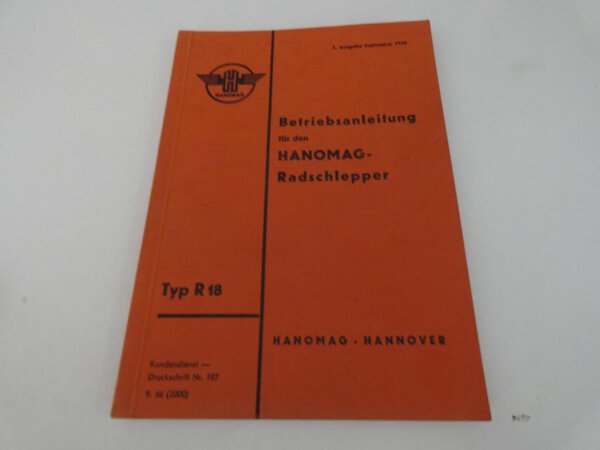 1. Ausgabe September 1956
HANOMAG
Betriebsanleitung
für den
HANOMAG-
Radschlepper
Typ R 18
HANOMAG · HANNOVER
Kundendienst —
Druckschrift Nr. 107
9. 56 (2000)